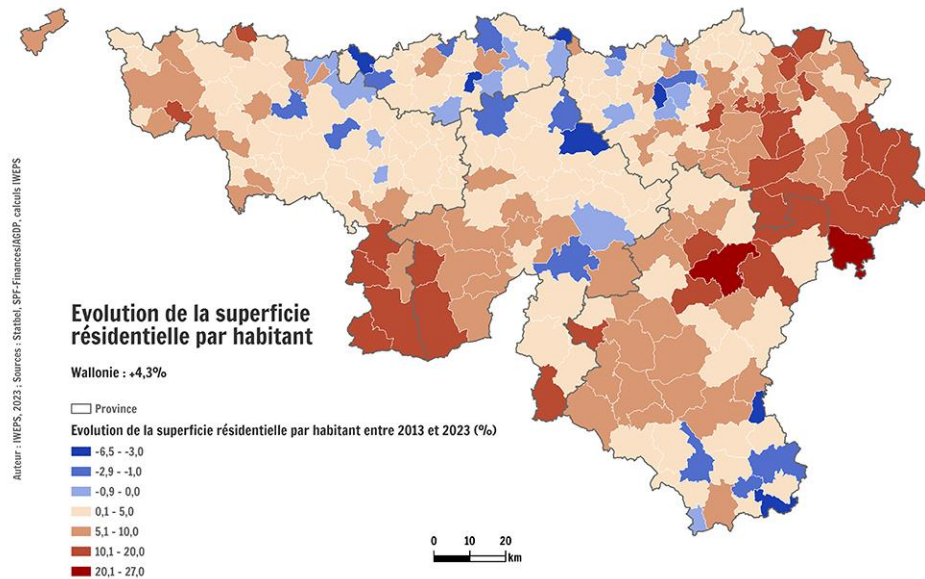 Evolution de la superficie
résidentielle par habitant
Wallonie : +4,3%
Province
Evolution de la superficie résidentielle par habitant entre 2013 et 2023 (%)
-6,5 - -3,0
-2,9 - -1,0
-0,9 - 0,0
0,1 - 5,0
5,1 - 10,0
10,1 - 20,0
20,1 - 27,0
0 10 20
km
Auteur : IWEPS, 2023 ; Sources : Statbel, SPF-Finances/AGDP, calculs IWEPS